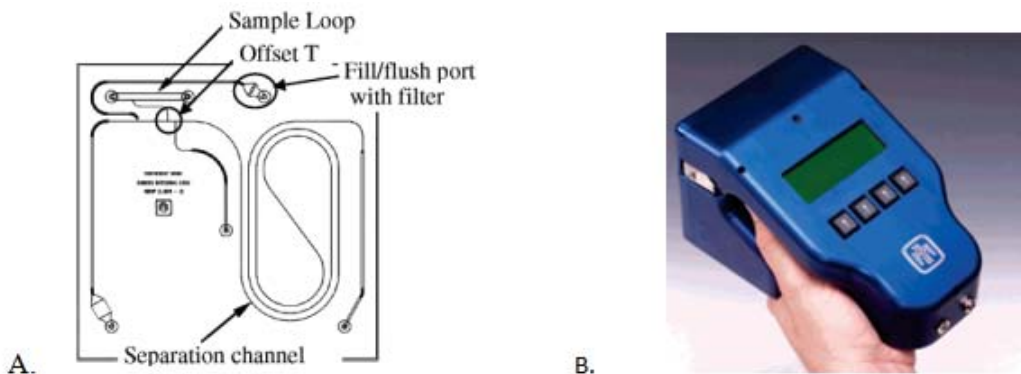 Sample Loop
Offset T
Fill/flush port
with filter
Separation channel
A.
B.